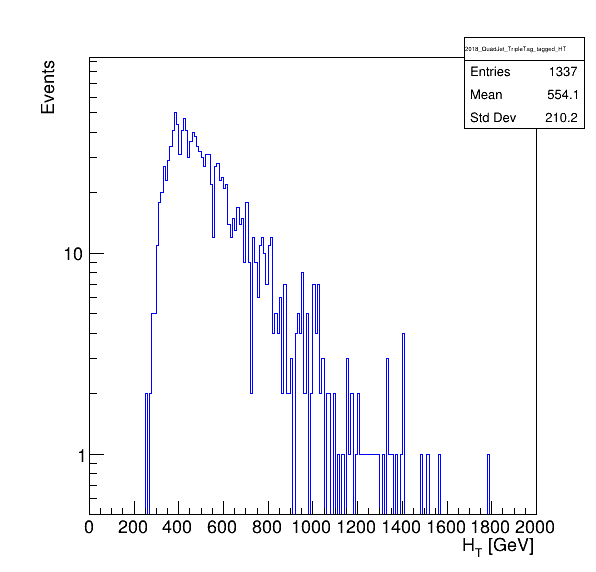 2018_QuadJet_TripleTag_tagged_HT
Entries 1337
Mean 554.1
Std Dev 210.2
Events
10
1
0 200 400 600 800 1000 1200 1400 1600 1800 2000
H_T [GeV]